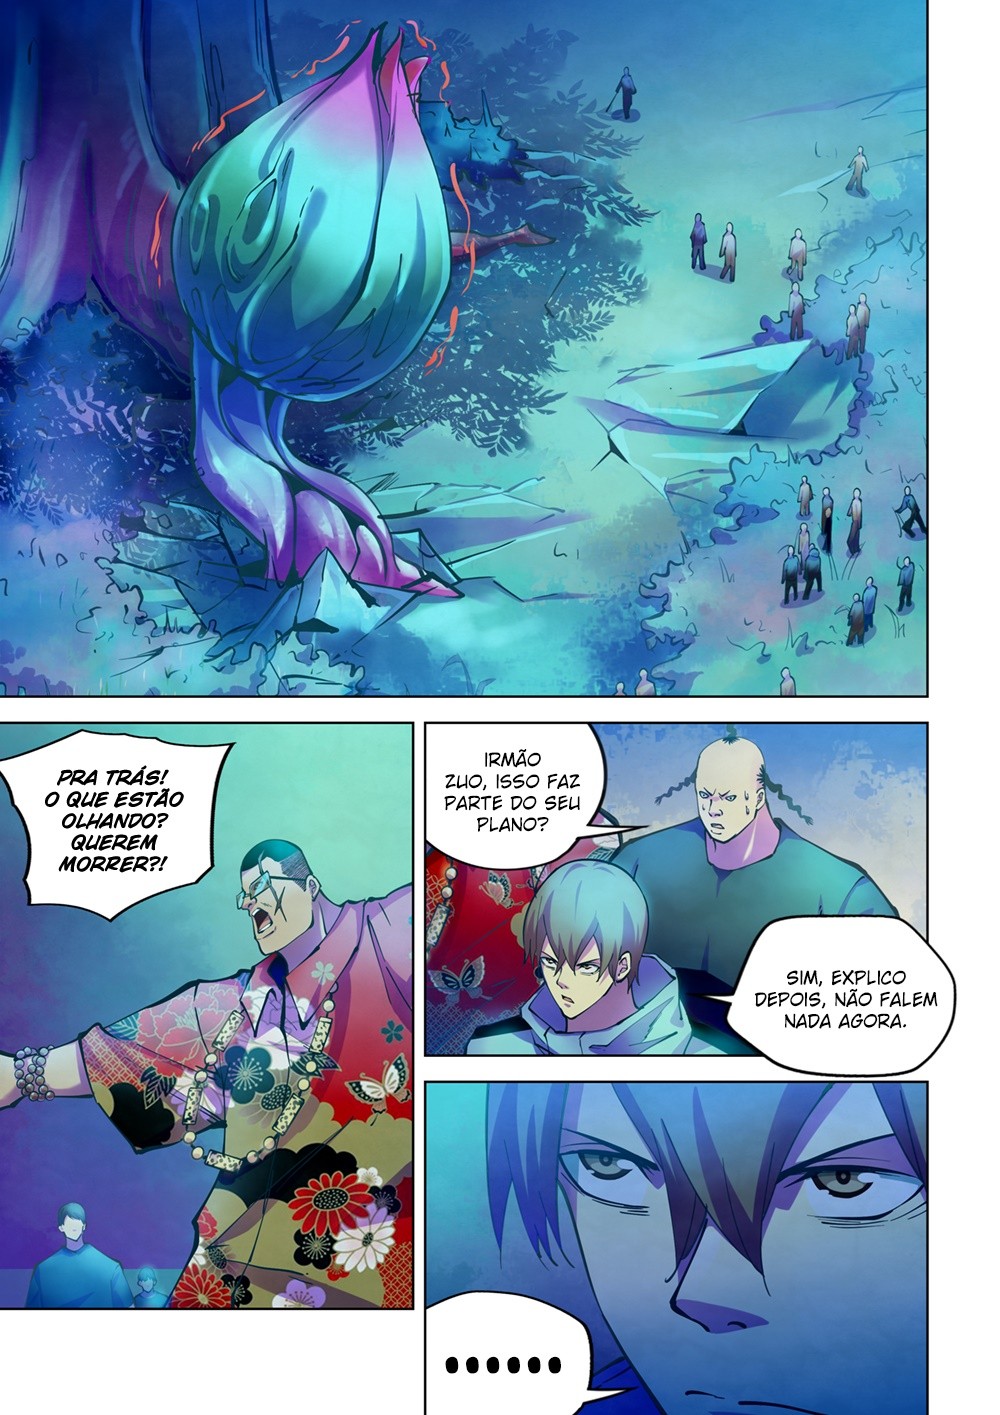 PRA TRÁS!
O QUE ESTÃO
OLHANDO?
QUEREM
MORRER?!
IRMÃO
ZUO, ISSO FAZ
PARTE DO SEU
PLANO?
SIM, EXPLICO
DEPOIS, NÃO FALEM
NADA AGORA.
......